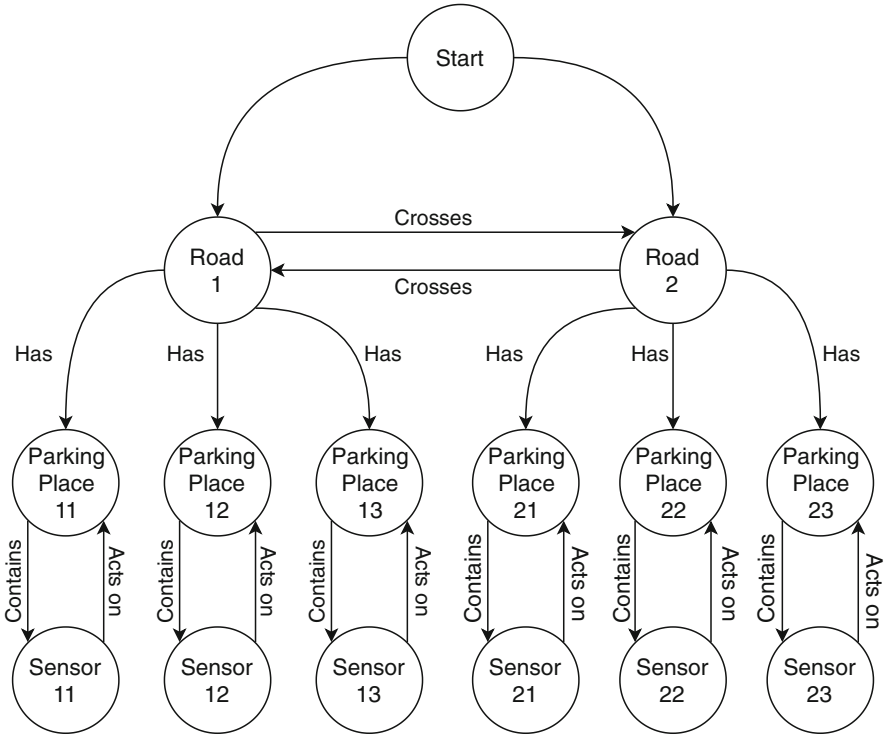 Start
Crosses
Road
1
Road
2
Crosses
Has
Has
Has
Has
Has
Has
Parking
Place
11
Parking
Place
12
Parking
Place
13
Parking
Place
21
Parking
Place
22
Parking
Place
23
Contains
Acts on
Contains
Acts on
Contains
Acts on
Contains
Acts on
Contains
Acts on
Contains
Acts on
Sensor
11
Sensor
12
Sensor
13
Sensor
21
Sensor
22
Sensor
23